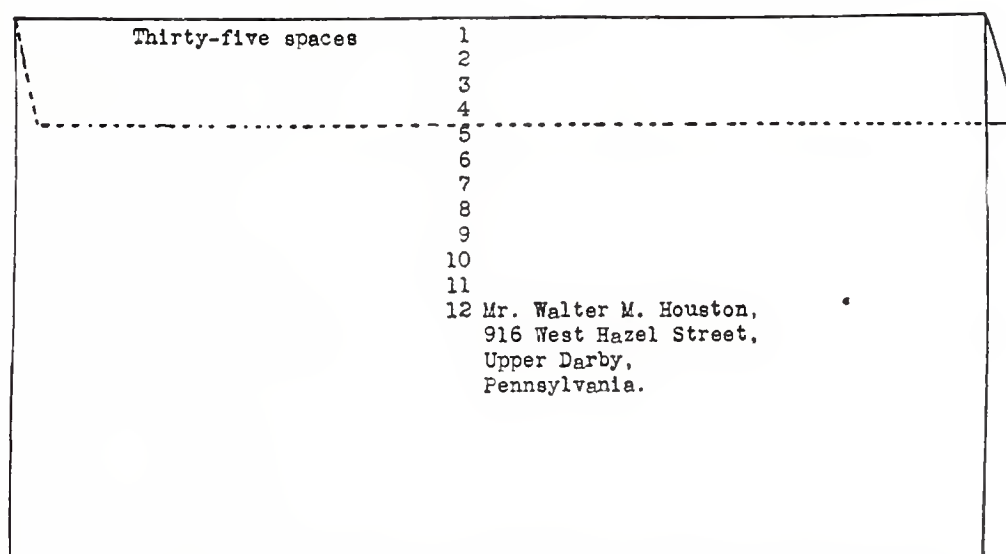 Thirty-five spaces 1
2
3
4
5
6
7
8
9
10
11
12 Mr. Walter M. Houston,
916 West Hazel Street,
Upper Darby,
Pennsylvania.